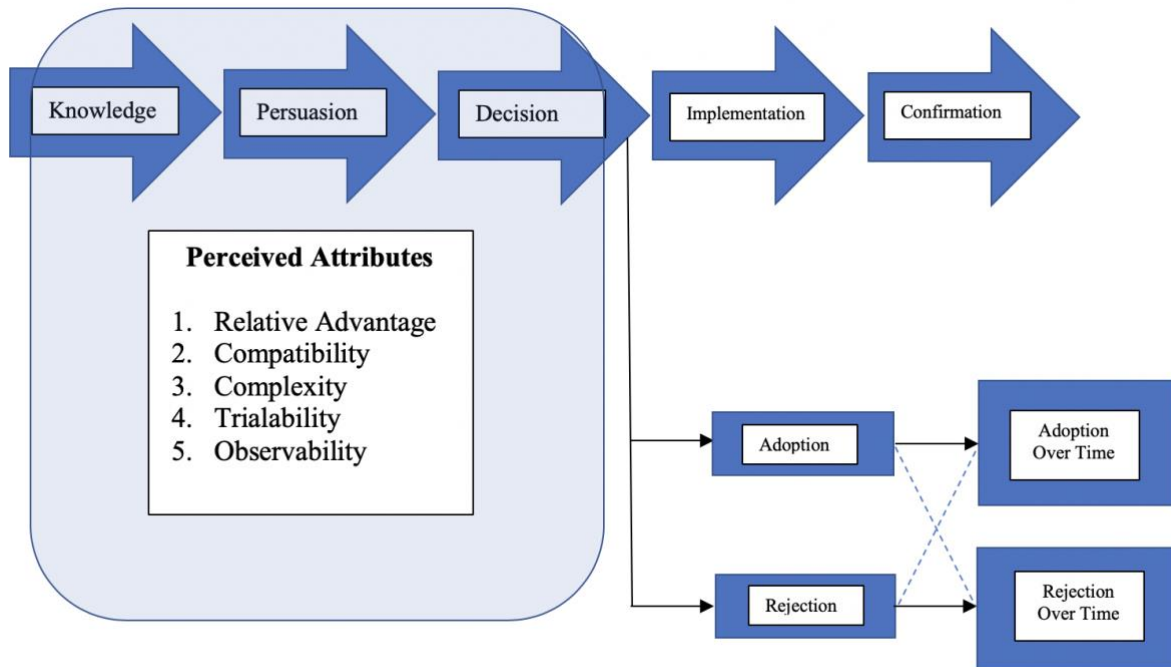 Knowledge
Persuasion
Decision
Implementation
Confirmation
Perceived Attributes
1. Relative Advantage
2. Compatibility
3. Complexity
4. Trialability
5. Observability
Adoption
Adoption
Over Time
Rejection
Rejection
Over Time